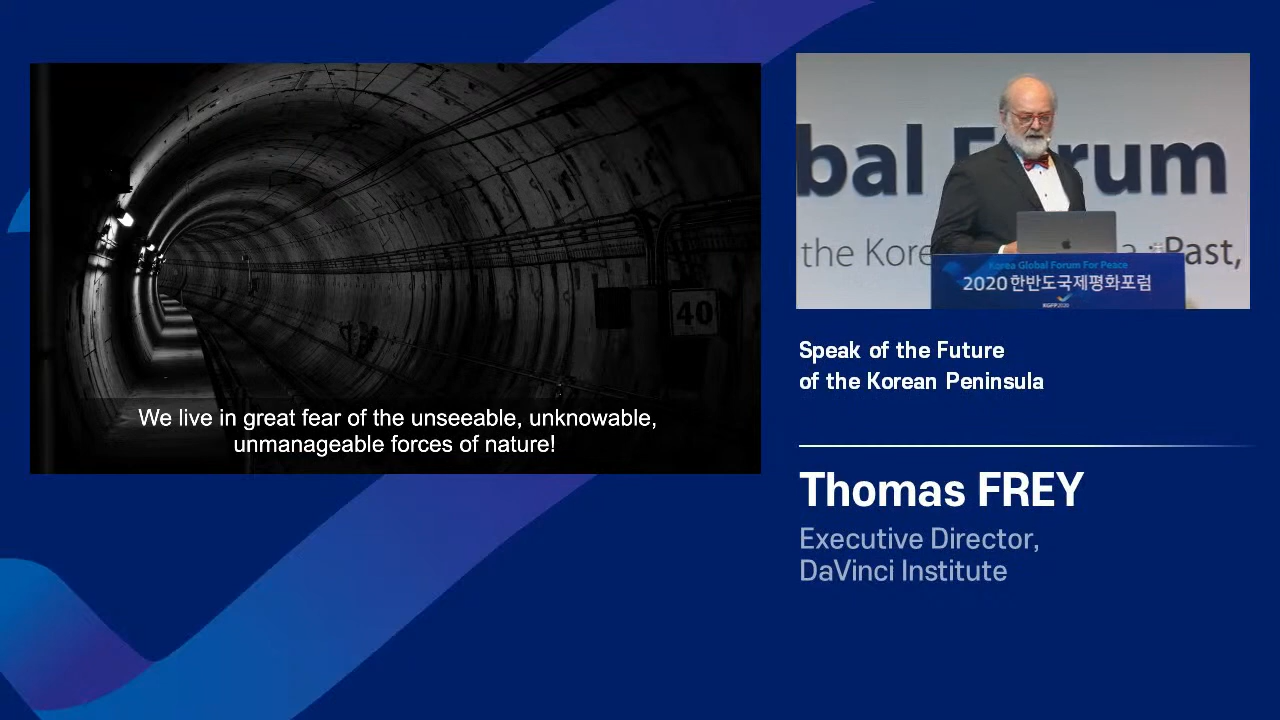 40
We live in great fear of the unseeable, unknowable,
unmanageable forces of nature!
bal Forum
the Kore a : Past,
Korea Global Forum For Peace
2020 한반도국제평화포럼
KGFP2020
Speak of the Future
of the Korean Peninsula
Thomas FREY
Executive Director,
DaVinci Institute